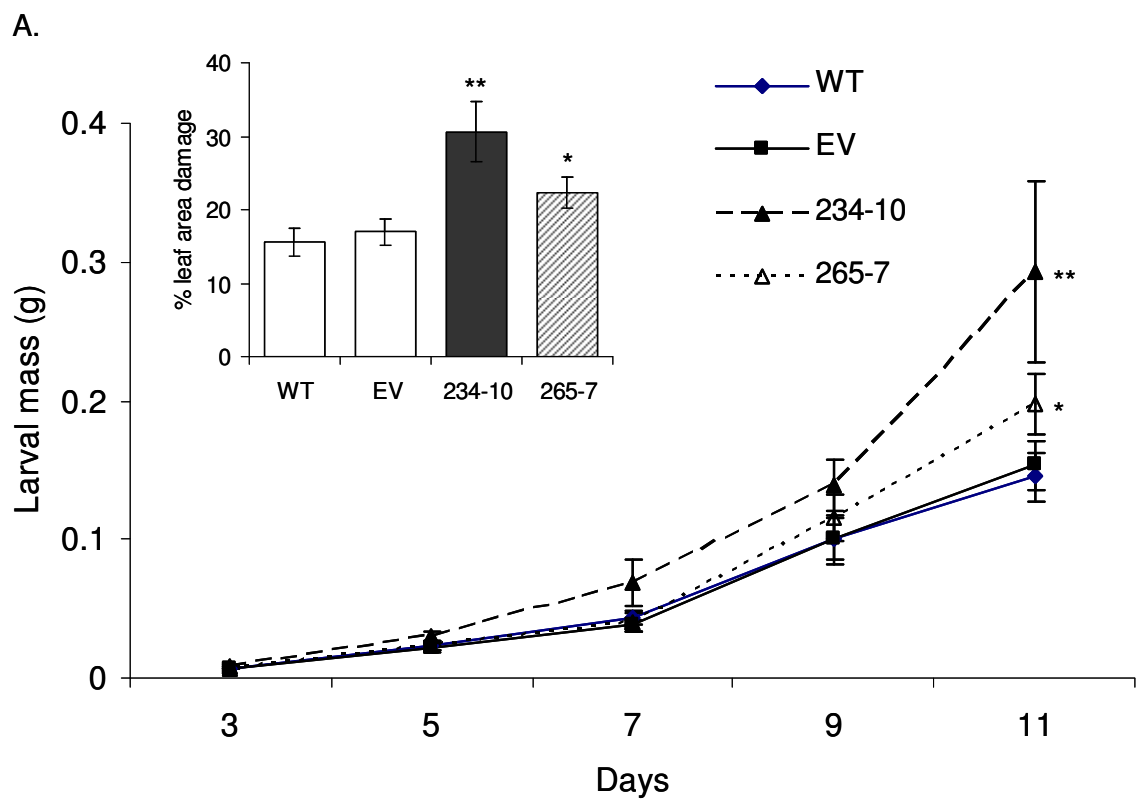 A.
40
30
20
10
0
% leaf area damage
**
*
WT EV 234-10 265-7
WT
EV
234-10
265-7
0.4
0.3
0.2
0.1
0
Larval mass (g)
**
*
3 5 7 9 11
Days